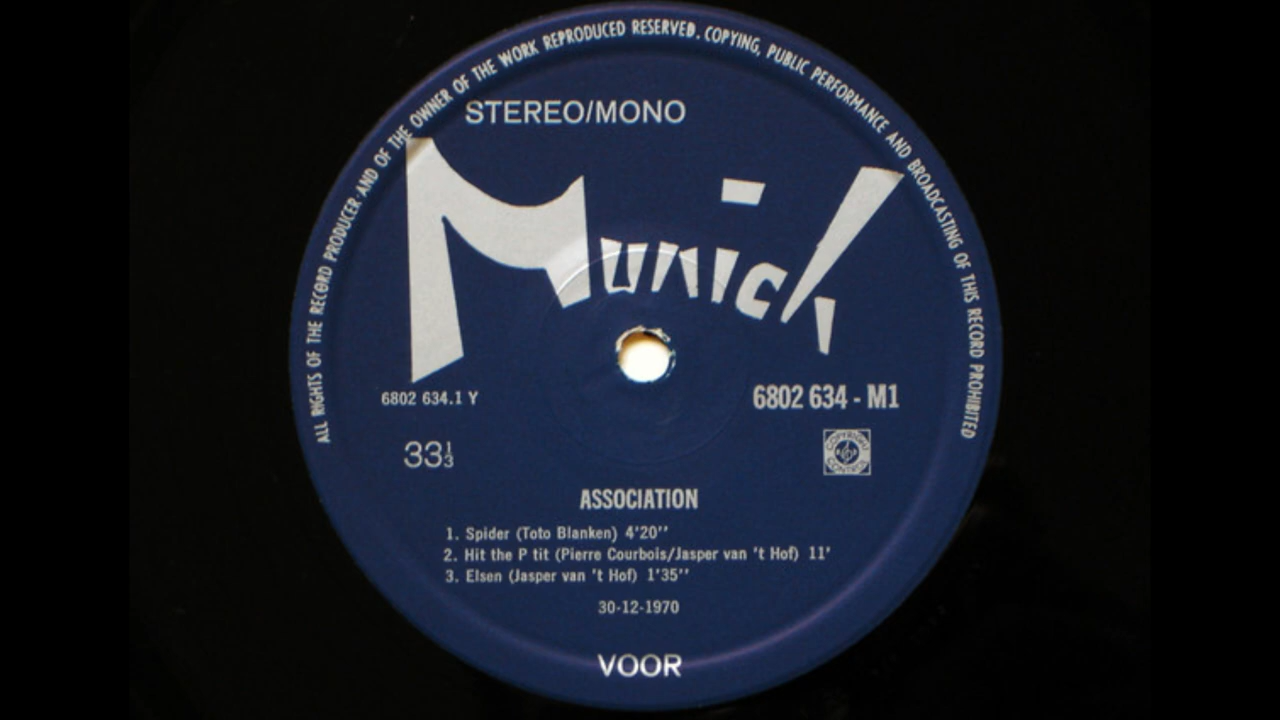 ALL RIGHTS OF THE RECORD PRODUCER AND OF THE OWNER OF THE WORK REPRODUCED RESERVED. COPYING, PUBLIC PERFORMANCE AND BROADCASTING OF THIS RECORD PROHIBITED
STEREO/MONO
Munich
6802 634.1 Y
6802 634 - M1
33⅓
COPYRIGHT
CONTROL
ASSOCIATION
1. Spider (Toto Blanken) 4'20''
2. Hit the P tit (Pierre Courbois/Jasper van 't Hof) 11'
3. Elsen (Jasper van 't Hof) 1'35''
30-12-1970
VOOR